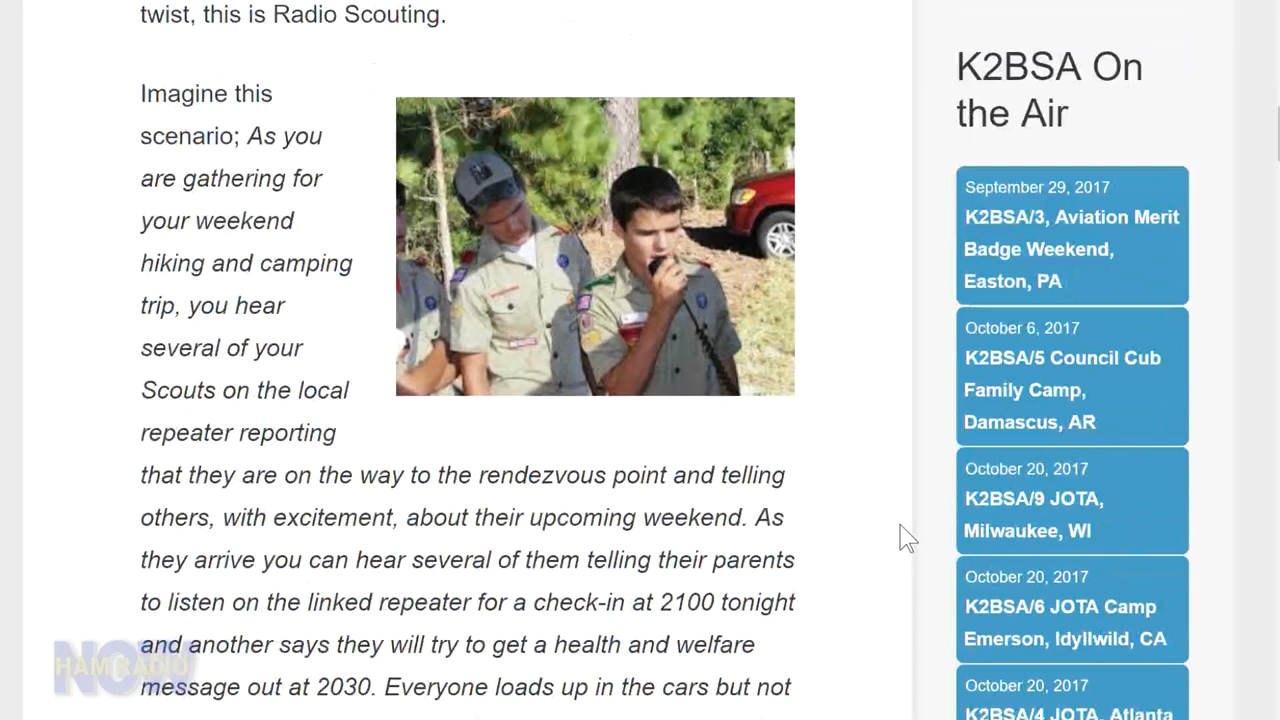 twist, this is Radio Scouting.
Imagine this
scenario; As you
are gathering for
your weekend
hiking and camping
trip, you hear
several of your
Scouts on the local
repeater reporting
that they are on the way to the rendezvous point and telling
others, with excitement, about their upcoming weekend. As
they arrive you can hear several of them telling their parents
to listen on the linked repeater for a check-in at 2100 tonight
and another says they will try to get a health and welfare
message out at 2030. Everyone loads up in the cars but not
K2BSA On
the Air
September 29, 2017
K2BSA/3, Aviation Merit
Badge Weekend,
Easton, PA
October 6, 2017
K2BSA/5 Council Cub
Family Camp,
Damascus, AR
October 20, 2017
K2BSA/9 JOTA,
Milwaukee, WI
October 20, 2017
K2BSA/6 JOTA Camp
Emerson, Idyllwild, CA
October 20, 2017
K2BSA/4 JOTA, Atlanta
HAM RADIO
NOW